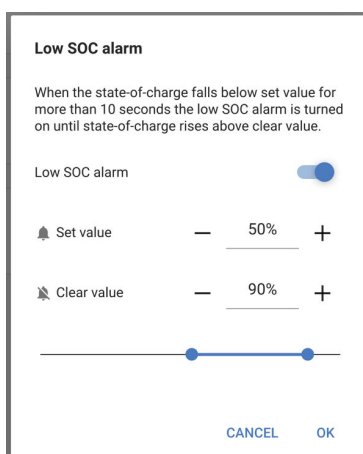 Low SOC alarm
When the state-of-charge falls below set value for
more than 10 seconds the low SOC alarm is turned
on until state-of-charge rises above clear value.
Low SOC alarm
Set value
50%
Clear value
90%
CANCEL
OK